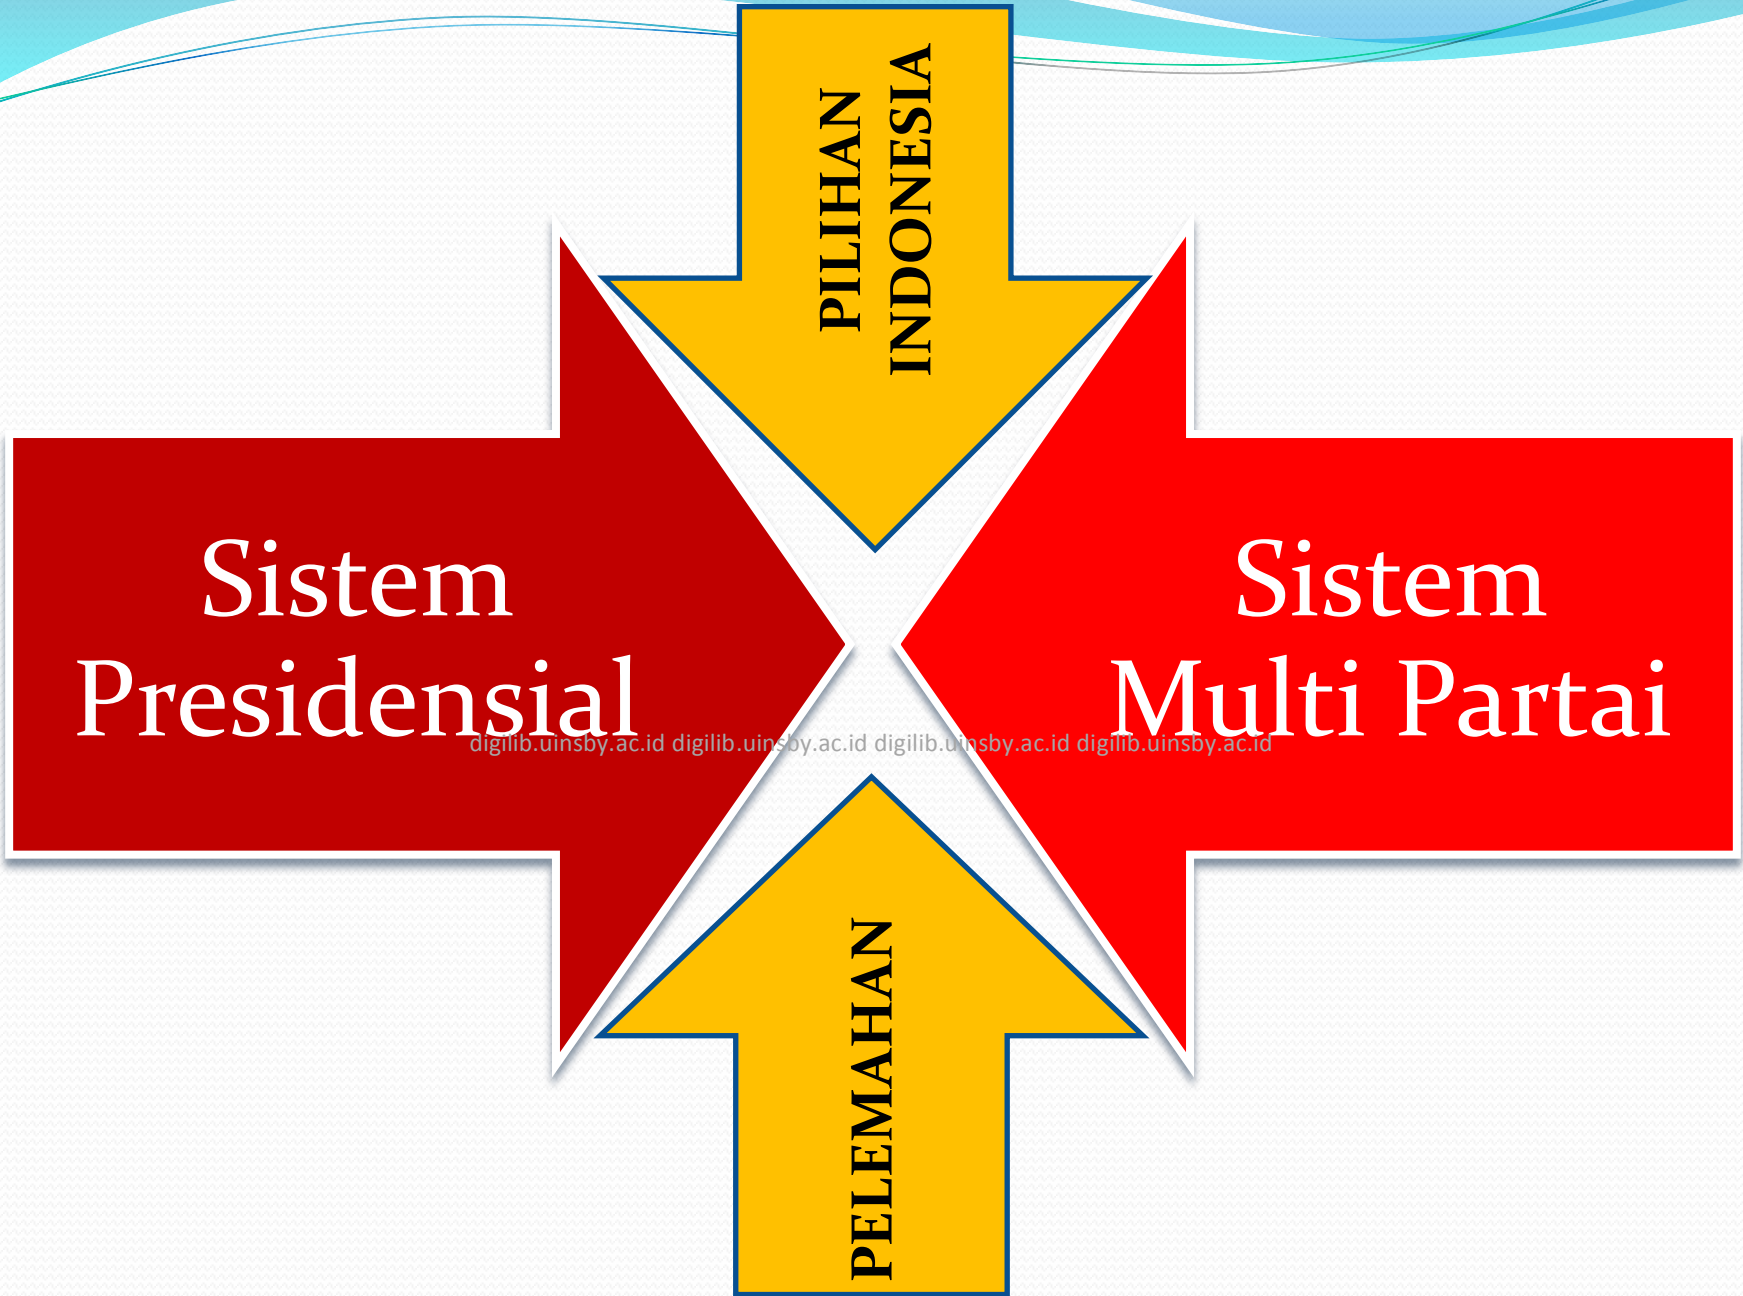 PILIHAN
INDONESIA
Sistem
Presidensial
Sistem
Multi Partai
digilib.uinsby.ac.id digilib.uinsby.ac.id digilib.uinsby.ac.id digilib.uinsby.ac.id
PELEMAHAN